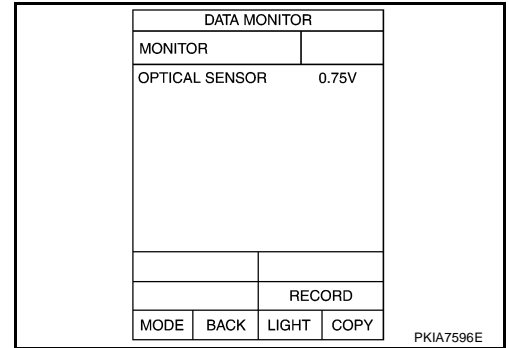 DATA MONITOR
MONITOR
OPTICAL SENSOR 0.75V
RECORD
MODE BACK LIGHT COPY
PKIA7596E